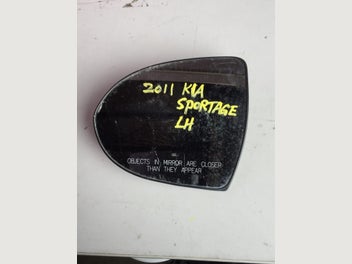 2011 KIA
SPORTAGE
LH
OBJECTS IN MIRROR ARE CLOSER
THAN THEY APPEAR